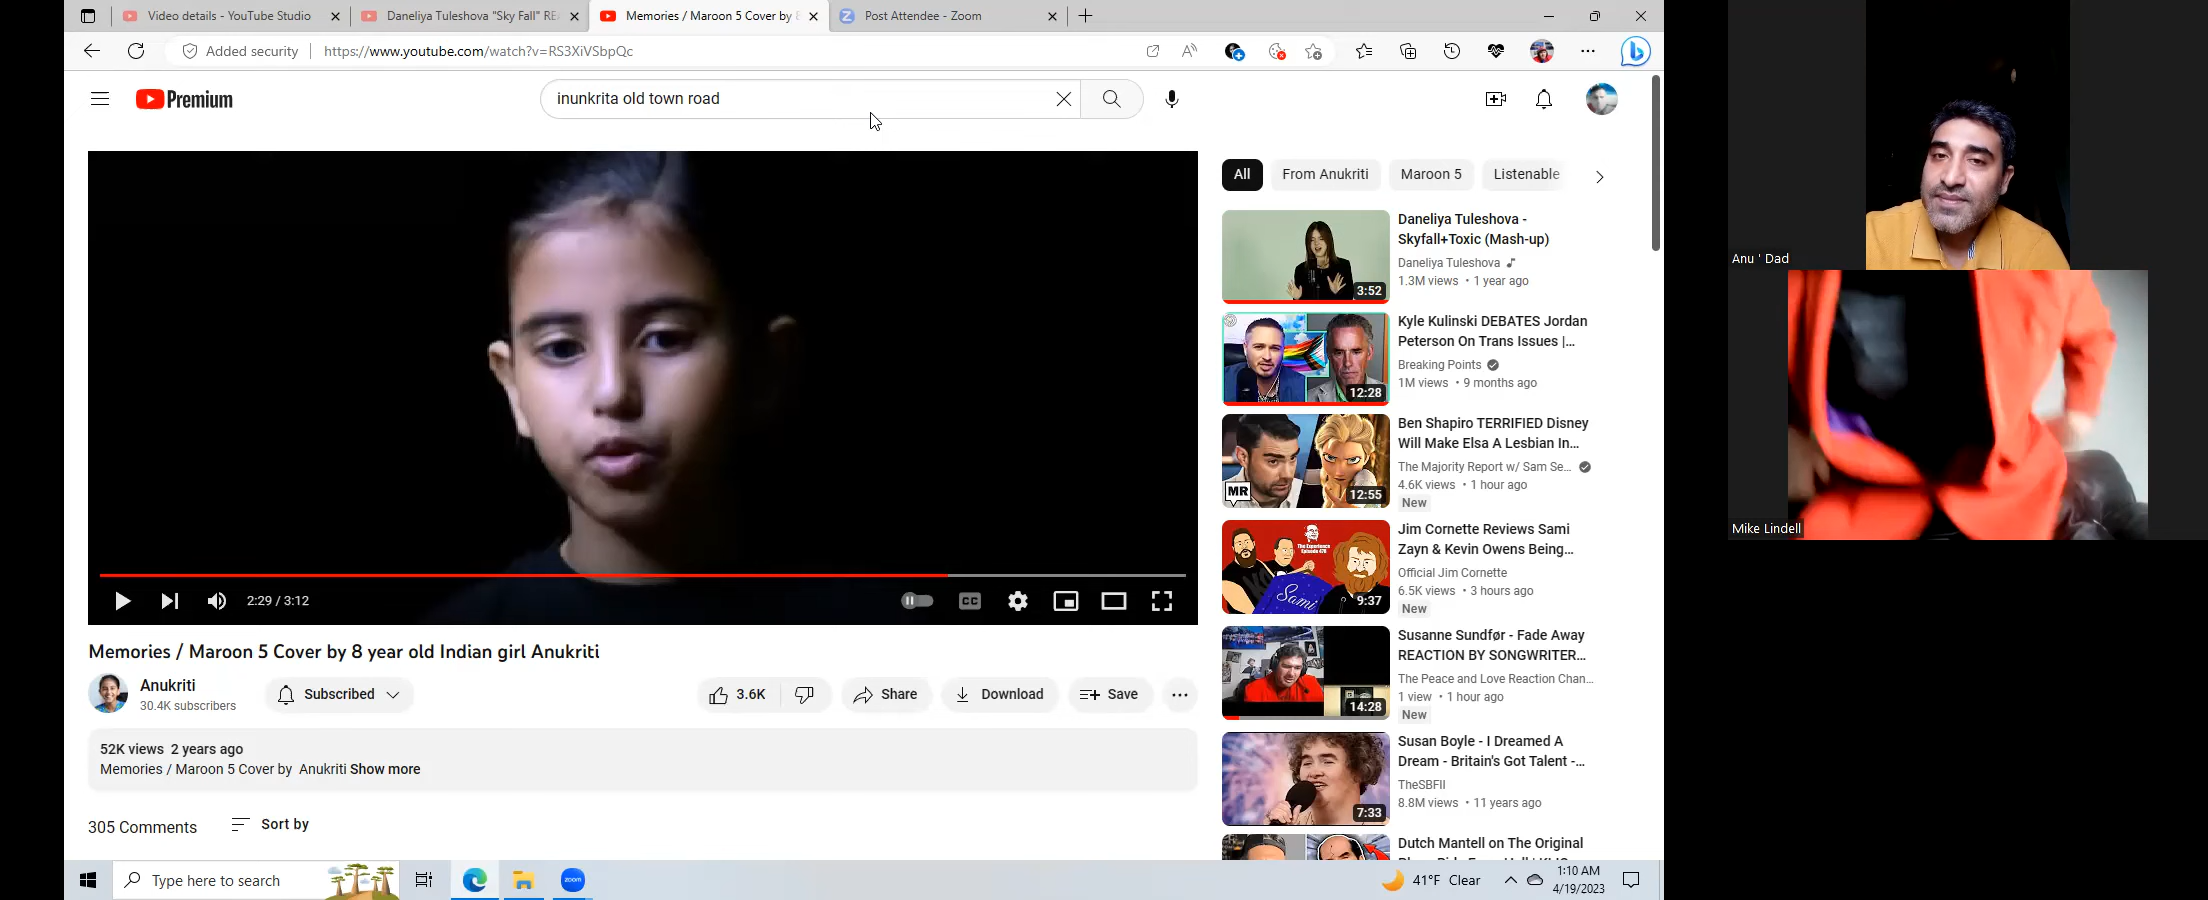 Video details - YouTube Studio
Daneliya Tuleshova "Sky Fall" RE
Memories / Maroon 5 Cover by 8
Post Attendee - Zoom
Added security
https://www.youtube.com/watch?v=RS3XiVSbpQc
Premium
inunkrita old town road
2:29 / 3:12
CC
Memories / Maroon 5 Cover by 8 year old Indian girl Anukriti
Anukriti
30.4K subscribers
Subscribed
3.6K
Share
Download
Save
52K views 2 years ago
Memories / Maroon 5 Cover by Anukriti Show more
305 Comments
Sort by
All
From Anukriti
Maroon 5
Listenable
3:52
Daneliya Tuleshova -
Skyfall+Toxic (Mash-up)
Daneliya Tuleshova
1.3M views • 1 year ago
12:28
Kyle Kulinski DEBATES Jordan
Peterson On Trans Issues |...
Breaking Points
1M views • 9 months ago
MR
12:55
Ben Shapiro TERRIFIED Disney
Will Make Elsa A Lesbian In...
The Majority Report w/ Sam Se...
4.6K views • 1 hour ago
New
Sami
9:37
Jim Cornette Reviews Sami
Zayn & Kevin Owens Being...
Official Jim Cornette
6.5K views • 3 hours ago
New
14:28
Susanne Sundfør - Fade Away
REACTION BY SONGWRITER...
The Peace and Love Reaction Chan...
1 view • 1 hour ago
New
7:33
Susan Boyle - I Dreamed A
Dream - Britain's Got Talent -...
TheSBFII
8.8M views • 11 years ago
Dutch Mantell on The Original
Type here to search
zoom
41°F Clear
1:10 AM
4/19/2023
Anu ' Dad
Mike Lindell